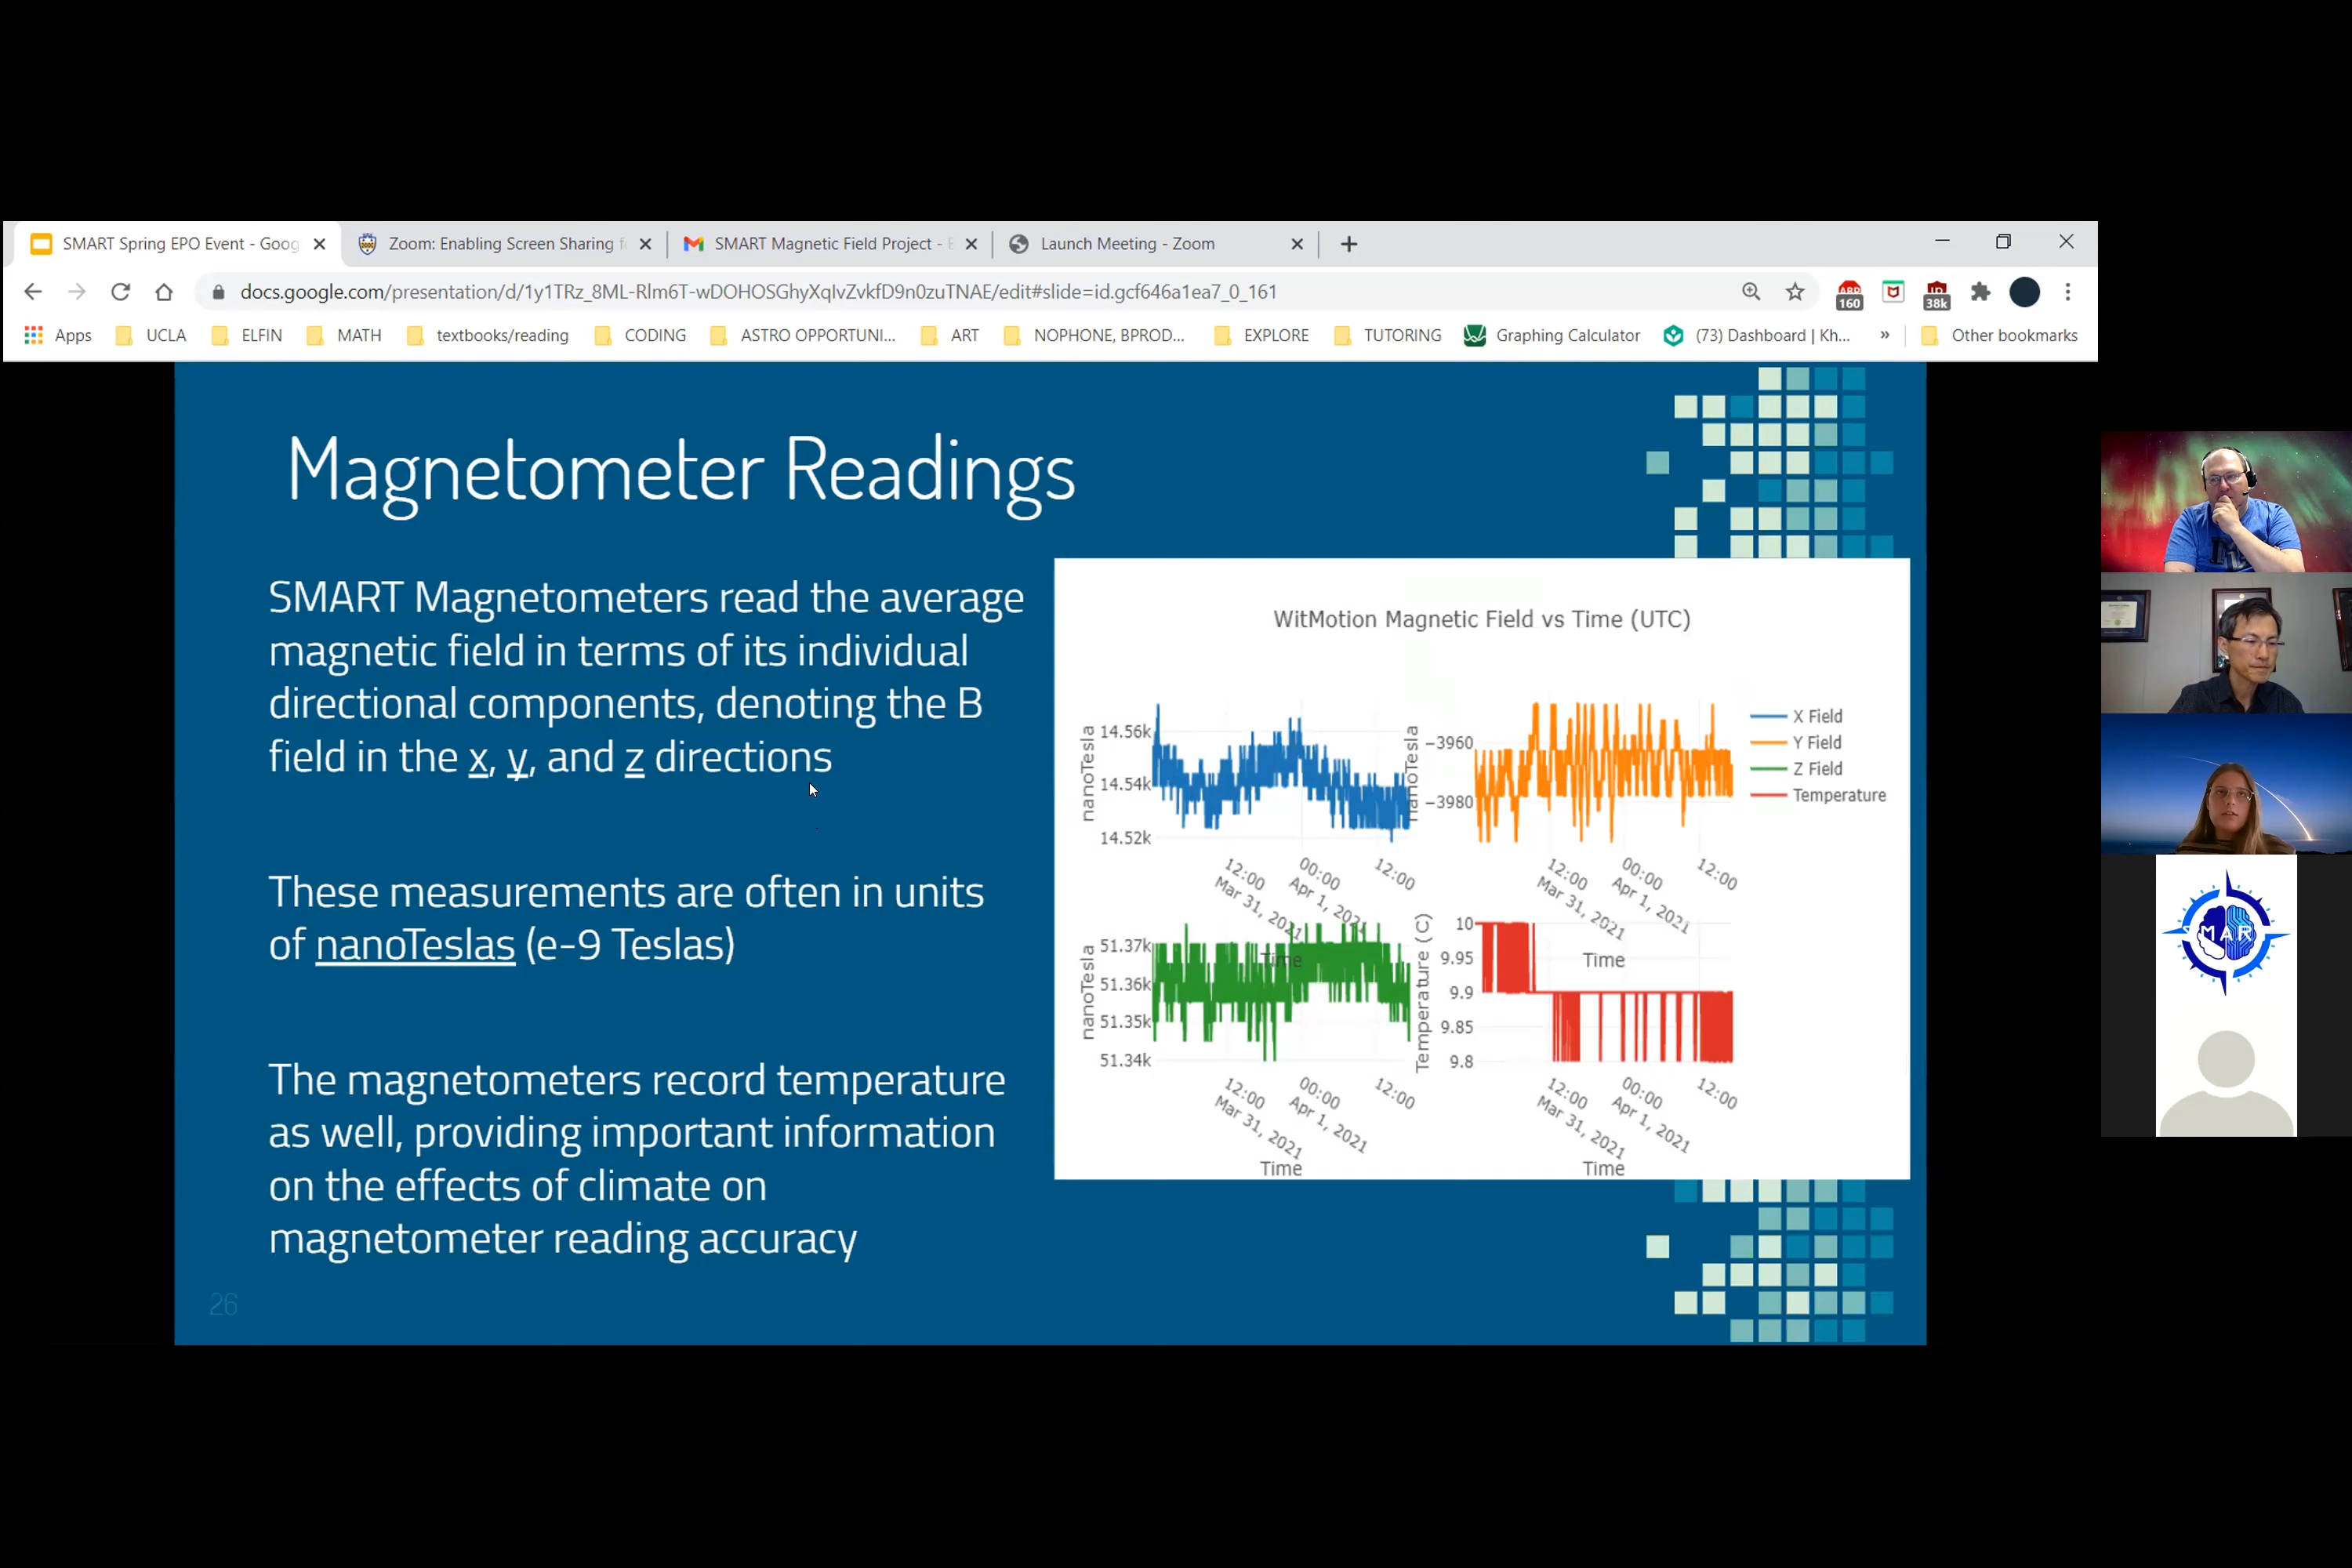 SMART Spring EPO Event - Goog
Zoom: Enabling Screen Sharing f
SMART Magnetic Field Project -
Launch Meeting - Zoom
docs.google.com/presentation/d/1y1TRz_8ML-Rlm6T-wDOHOSGhyXqIvZvkfD9n0zuTNAE/edit#slide=id.gcf646a1ea7_0_161
ABP
160
38k
Apps
UCLA
ELFIN
MATH
textbooks/reading
CODING
ASTRO OPPORTUNI...
ART
NOPHONE, BPROD...
EXPLORE
TUTORING
Graphing Calculator
(73) Dashboard | Kh...
»
Other bookmarks
Magnetometer Readings
SMART Magnetometers read the average
magnetic field in terms of its individual
directional components, denoting the B
field in the x, y, and z directions
These measurements are often in units
of nanoTeslas (e-9 Teslas)
The magnetometers record temperature
as well, providing important information
on the effects of climate on
magnetometer reading accuracy
26
WitMotion Magnetic Field vs Time (UTC)
nanoTesla
14.56k
14.54k
14.52k
12:00
Mar 31, 2021
00:00
Apr 1, 2021
12:00
Time
nanoTesla
−3960
−3980
12:00
Mar 31, 2021
00:00
Apr 1, 2021
12:00
Time
X Field
Y Field
Z Field
Temperature
nanoTesla
51.37k
51.36k
51.35k
51.34k
12:00
Mar 31, 2021
00:00
Apr 1, 2021
12:00
Time
Temperature (C)
10
9.95
9.9
9.85
9.8
12:00
Mar 31, 2021
00:00
Apr 1, 2021
12:00
Time